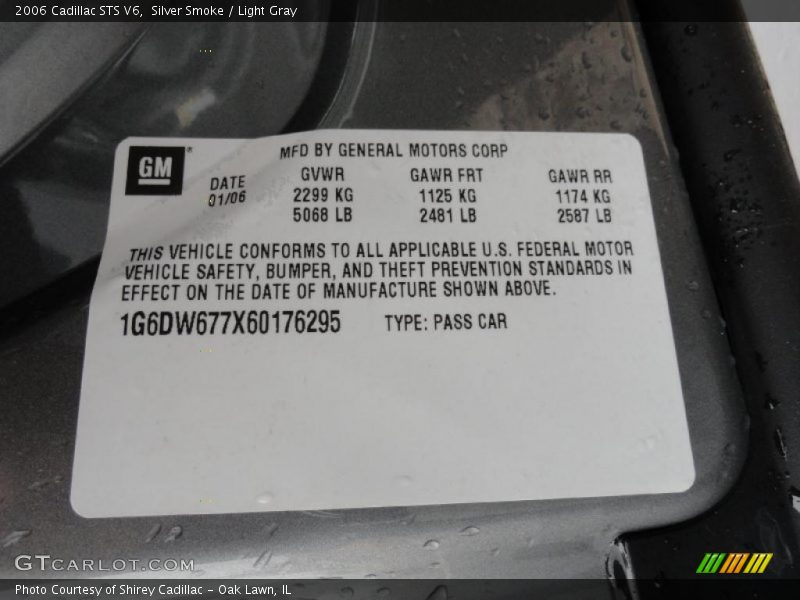 2006 Cadillac STS V6,  Silver Smoke / Light Gray
GM®
MFD BY GENERAL MOTORS CORP
DATE GVWR GAWR FRT GAWR RR
01/06 2299 KG 1125 KG 1174 KG
5068 LB 2481 LB 2587 LB
THIS VEHICLE CONFORMS TO ALL APPLICABLE U.S. FEDERAL MOTOR
VEHICLE SAFETY, BUMPER, AND THEFT PREVENTION STANDARDS IN
EFFECT ON THE DATE OF MANUFACTURE SHOWN ABOVE.
1G6DW677X60176295 TYPE: PASS CAR
GTCARLOT.COM
Photo Courtesy of Shirey Cadillac - Oak Lawn, IL